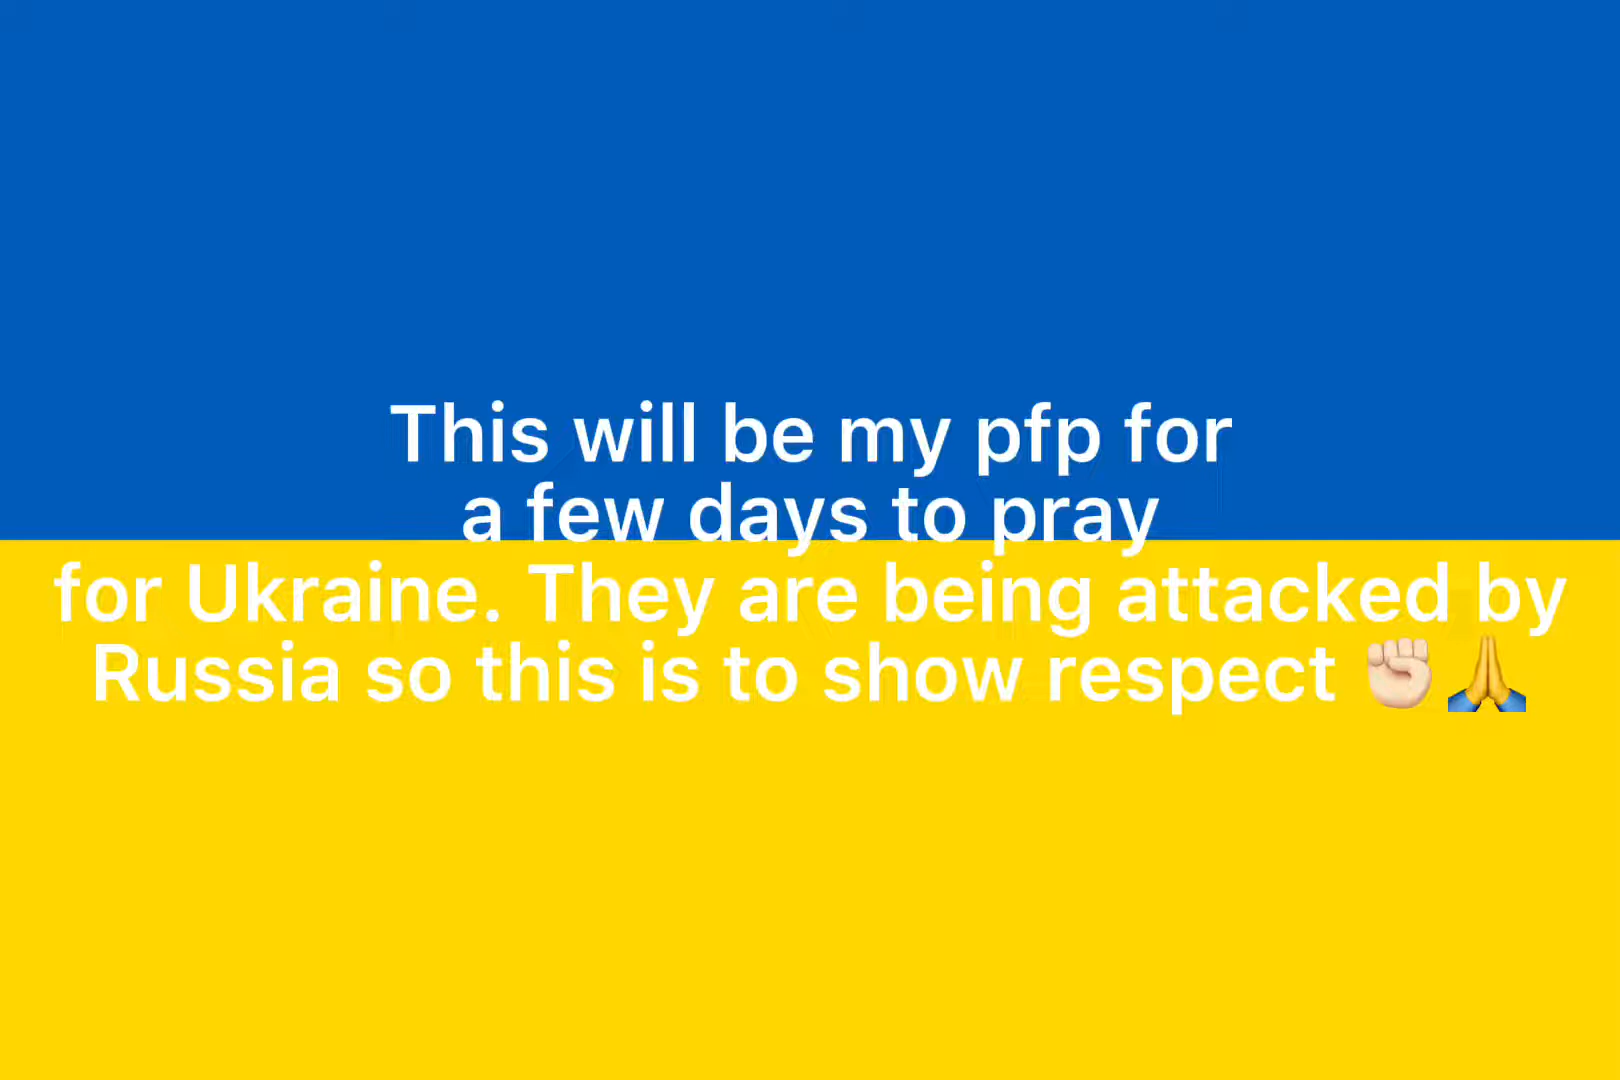 This will be my pfp for
a few days to pray
for Ukraine. They are being attacked by
Russia so this is to show respect ✊🏻🙏